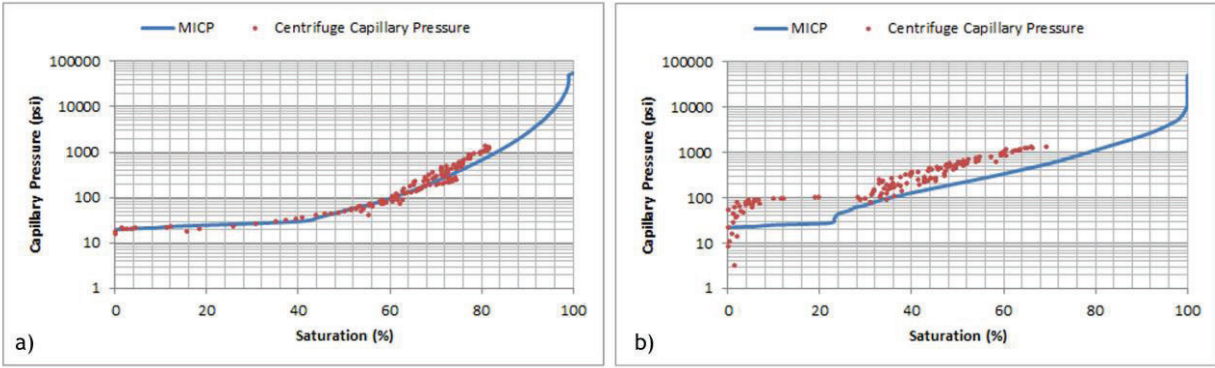 MICP
Centrifuge Capillary Pressure
Capillary Pressure (psi)
100000
10000
1000
100
10
1
0 20 40 60 80 100
Saturation (%)
a)
MICP
Centrifuge Capillary Pressure
Capillary Pressure (psi)
100000
10000
1000
100
10
1
0 20 40 60 80 100
Saturation (%)
b)